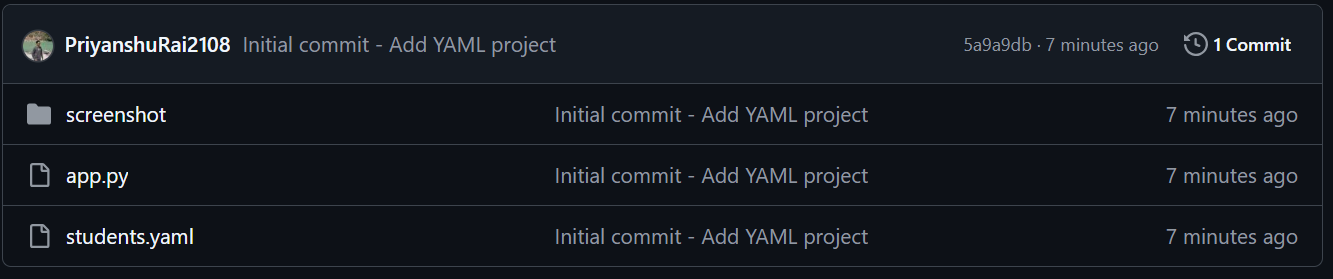 PriyanshuRai2108 Initial commit - Add YAML project 5a9a9db · 7 minutes ago 1 Commit
screenshot Initial commit - Add YAML project 7 minutes ago
app.py Initial commit - Add YAML project 7 minutes ago
students.yaml Initial commit - Add YAML project 7 minutes ago